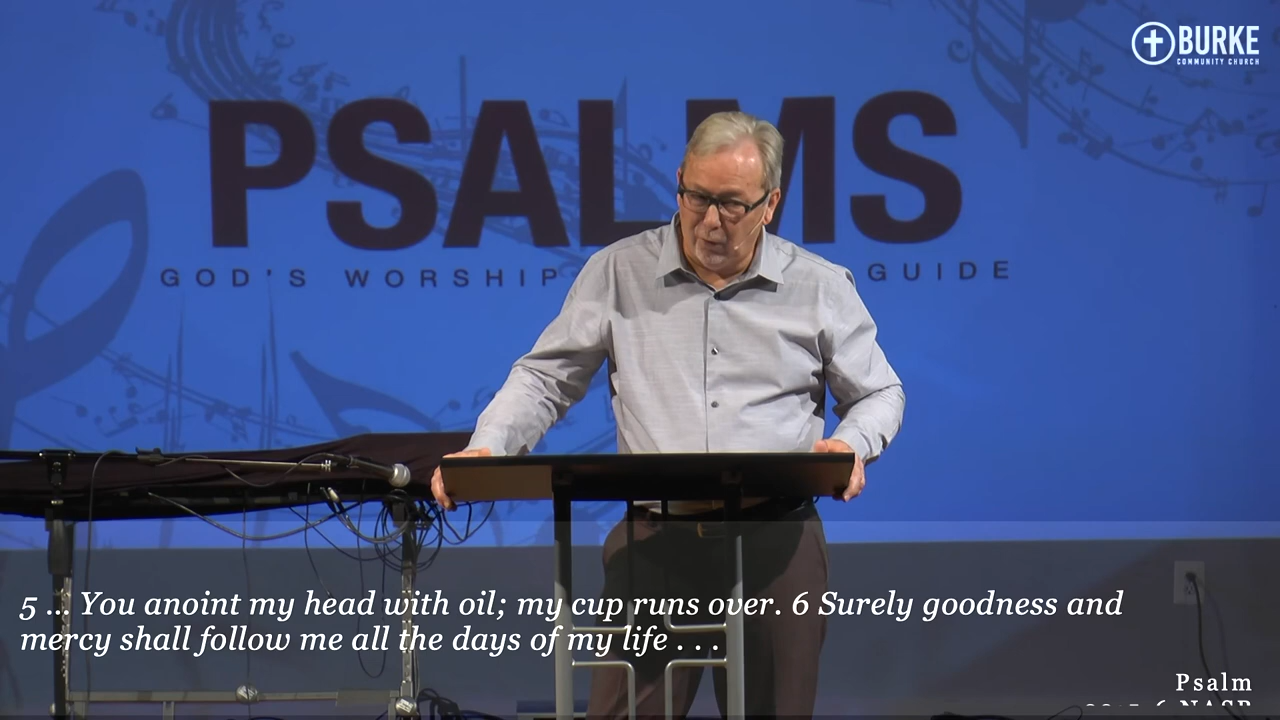 BURKE
COMMUNITY CHURCH
PSALMS
GOD'S WORSHIP GUIDE
5 ... You anoint my head with oil; my cup runs over. 6 Surely goodness and
mercy shall follow me all the days of my life . . .
Psalm
NASB